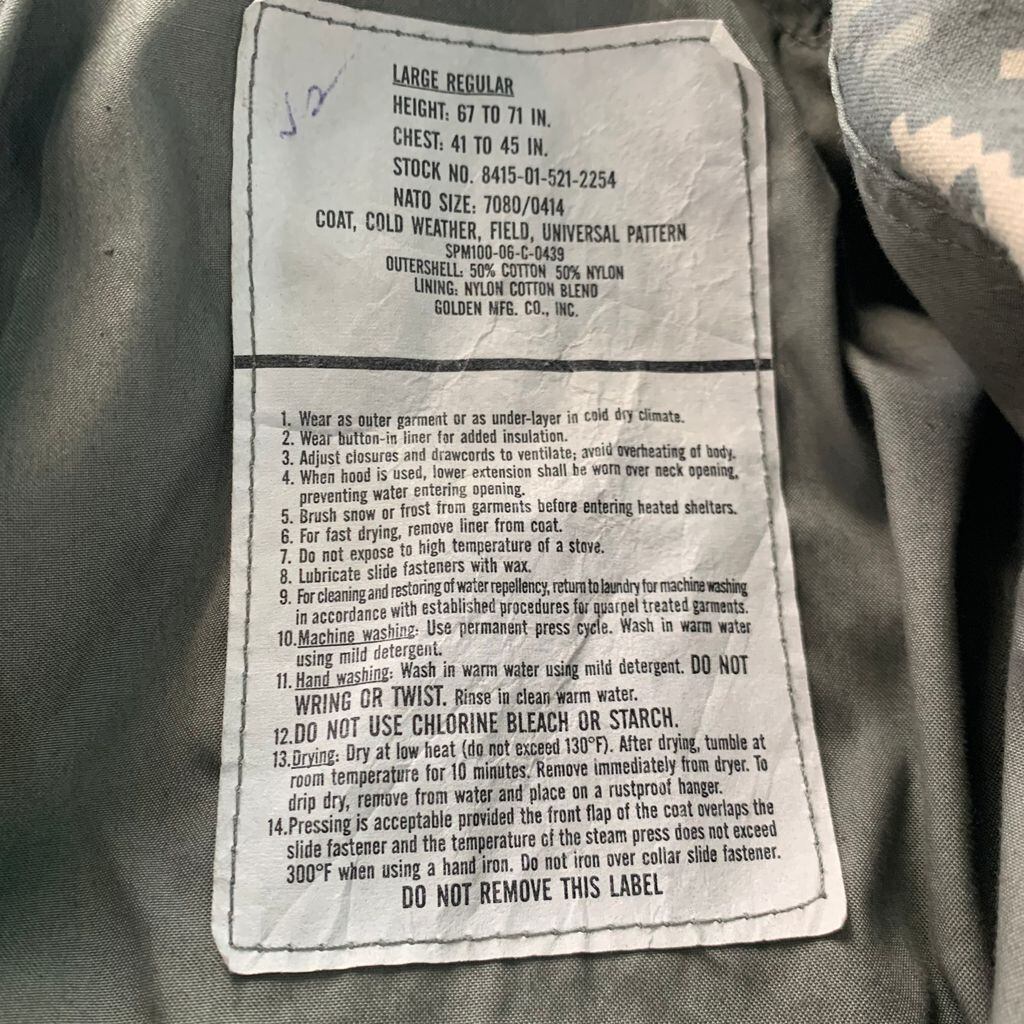 LARGE REGULAR
HEIGHT: 67 TO 71 IN.
CHEST: 41 TO 45 IN.
STOCK NO. 8415-01-521-2254
NATO SIZE: 7080/0414
COAT, COLD WEATHER, FIELD, UNIVERSAL PATTERN
SPM100-06-C-0439
OUTERSHELL: 50% COTTON 50% NYLON
LINING: NYLON COTTON BLEND
GOLDEN MFG. CO., INC.
1. Wear as outer garment or as under-layer in cold dry climate.
2. Wear button-in liner for added insulation.
3. Adjust closures and drawcords to ventilate; avoid overheating of body.
4. When hood is used, lower extension shall be worn over neck opening,
preventing water entering opening.
5. Brush snow or frost from garments before entering heated shelters.
6. For fast drying, remove liner from coat.
7. Do not expose to high temperature of a stove.
8. Lubricate slide fasteners with wax.
9. For cleaning and restoring of water repellency, return to laundry for machine washing
in accordance with established procedures for quarpel treated garments.
10. Machine washing: Use permanent press cycle. Wash in warm water
using mild detergent.
11. Hand washing: Wash in warm water using mild detergent. DO NOT
WRING OR TWIST. Rinse in clean warm water.
12. DO NOT USE CHLORINE BLEACH OR STARCH.
13. Drying: Dry at low heat (do not exceed 130°F). After drying, tumble at
room temperature for 10 minutes. Remove immediately from dryer. To
drip dry, remove from water and place on a rustproof hanger.
14. Pressing is acceptable provided the front flap of the coat overlaps the
slide fastener and the temperature of the steam press does not exceed
300°F when using a hand iron. Do not iron over collar slide fastener.
DO NOT REMOVE THIS LABEL